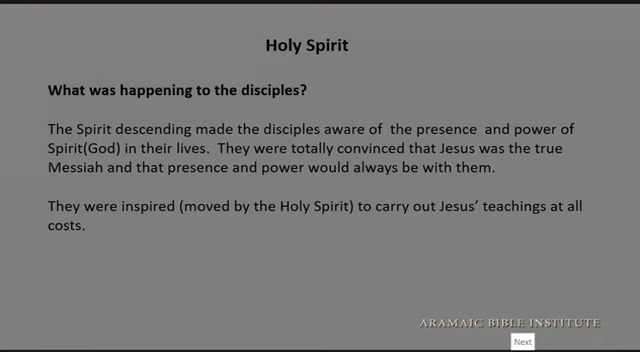 Holy Spirit
What was happening to the disciples?
The Spirit descending made the disciples aware of the presence and power of
Spirit(God) in their lives. They were totally convinced that Jesus was the true
Messiah and that presence and power would always be with them.
They were inspired (moved by the Holy Spirit) to carry out Jesus' teachings at all
costs.
ARAMAIC BIBLE INSTITUTE
Next